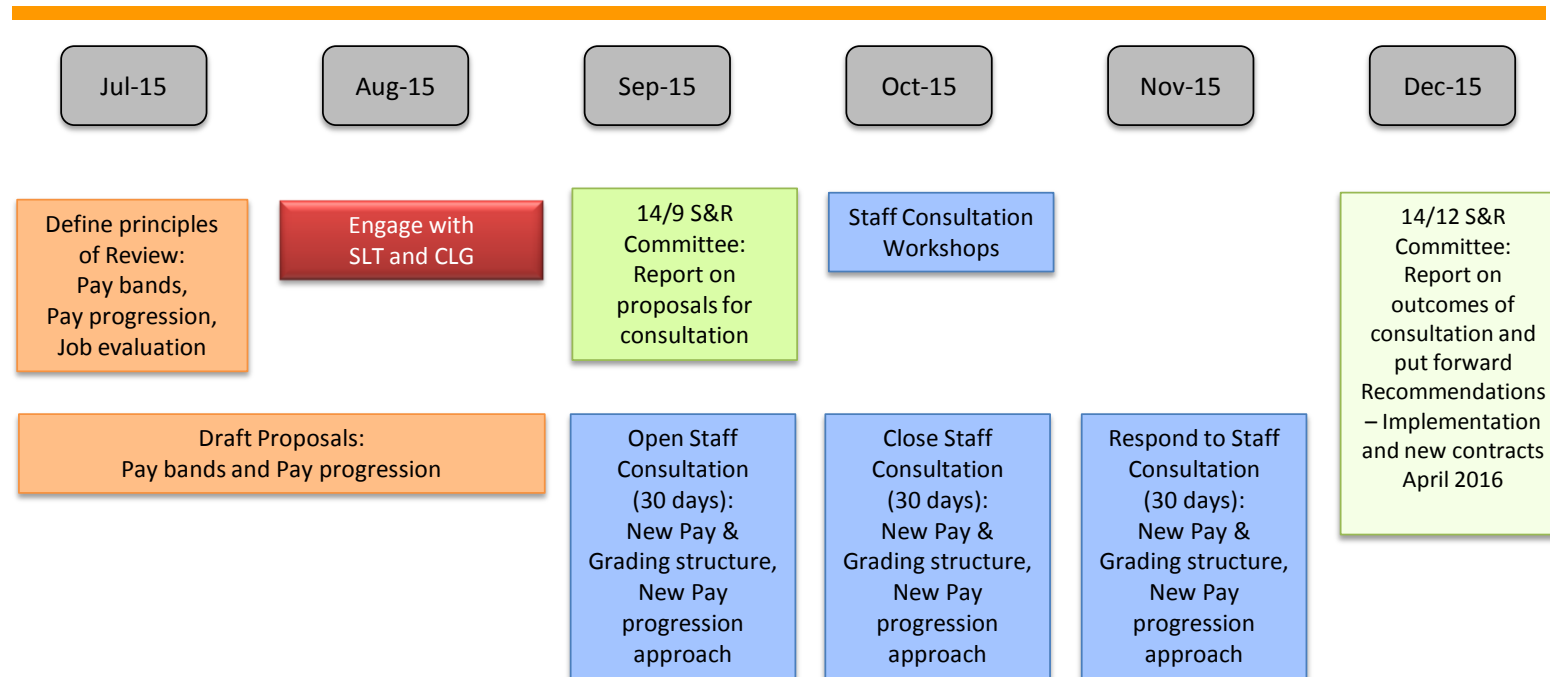 Jul-15
Aug-15
Sep-15
Oct-15
Nov-15
Dec-15
Define principles
of Review:
Pay bands,
Pay progression,
Job evaluation
Engage with
SLT and CLG
14/9 S&R
Committee:
Report on
proposals for
consultation
Staff Consultation
Workshops
14/12 S&R
Committee:
Report on
outcomes of
consultation and
put forward
Recommendations
– Implementation
and new contracts
April 2016
Draft Proposals:
Pay bands and Pay progression
Open Staff
Consultation
(30 days):
New Pay &
Grading structure,
New Pay
progression
approach
Close Staff
Consultation
(30 days):
New Pay &
Grading structure,
New Pay
progression
approach
Respond to Staff
Consultation
(30 days):
New Pay &
Grading structure,
New Pay
progression
approach